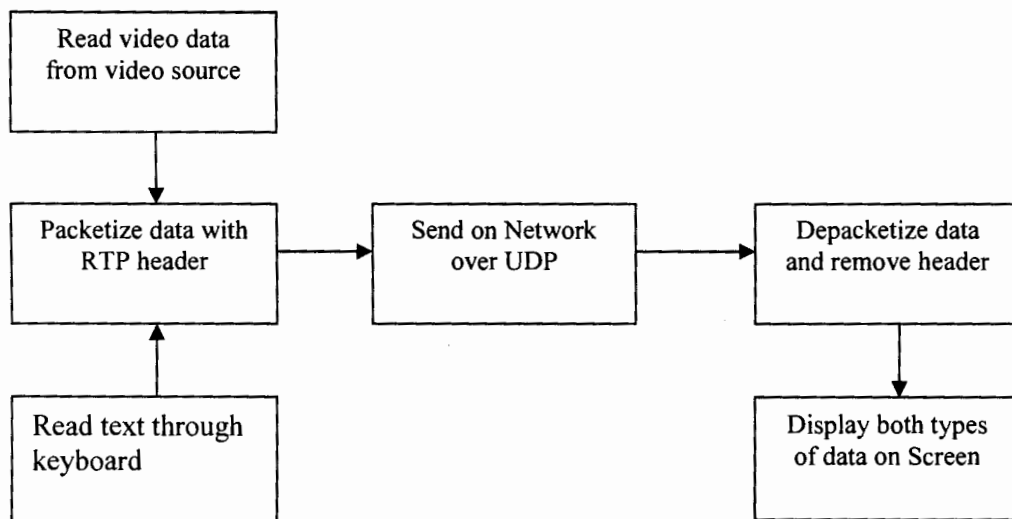 Read video data
from video source
Packetize data with
RTP header
Send on Network
over UDP
Depacketize data
and remove header
Read text through
keyboard
Display both types
of data on Screen